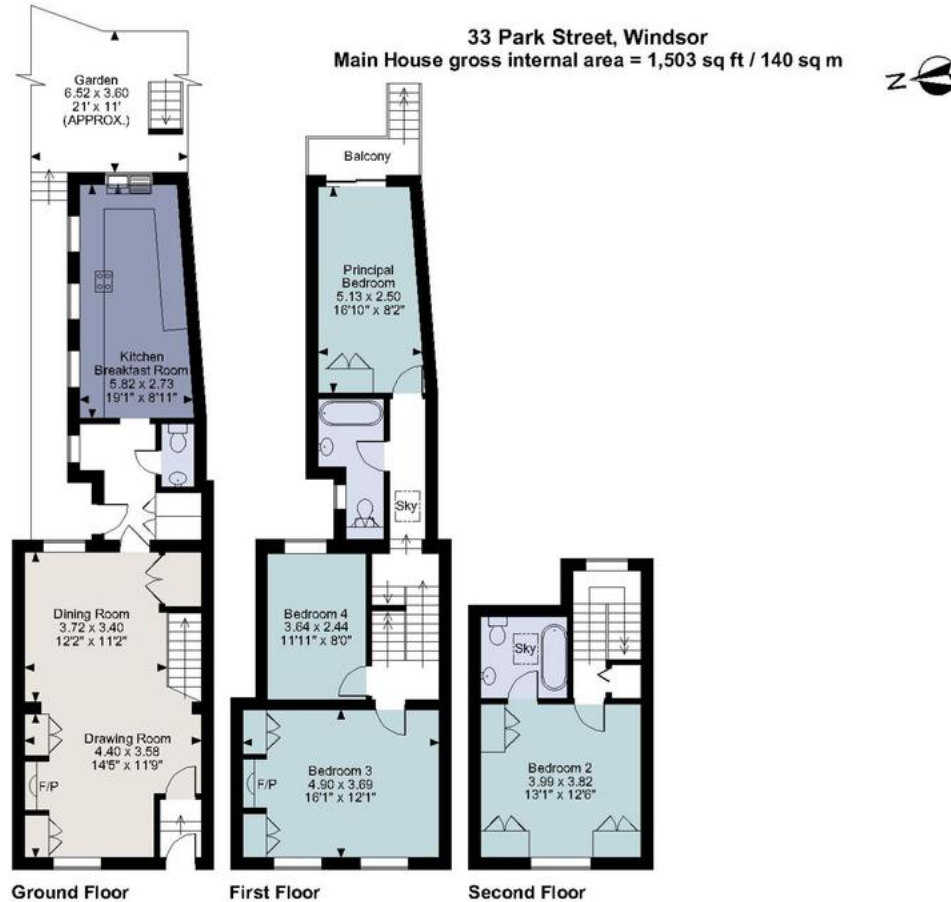 33 Park Street, Windsor
Main House gross internal area = 1,503 sq ft / 140 sq m
N
Garden
6.52 x 3.60
21' x 11'
(APPROX.)
Kitchen
Breakfast Room
5.82 x 2.73
19'1" x 8'11"
Dining Room
3.72 x 3.40
12'2" x 11'2"
Drawing Room
4.40 x 3.58
14'5" x 11'9"
F/P
Ground Floor
Balcony
Principal
Bedroom
5.13 x 2.50
16'10" x 8'2"
Sky
Bedroom 4
3.64 x 2.44
11'11" x 8'0"
Bedroom 3
4.90 x 3.69
16'1" x 12'1"
F/P
First Floor
Sky
Bedroom 2
3.99 x 3.82
13'1" x 12'6"
Second Floor